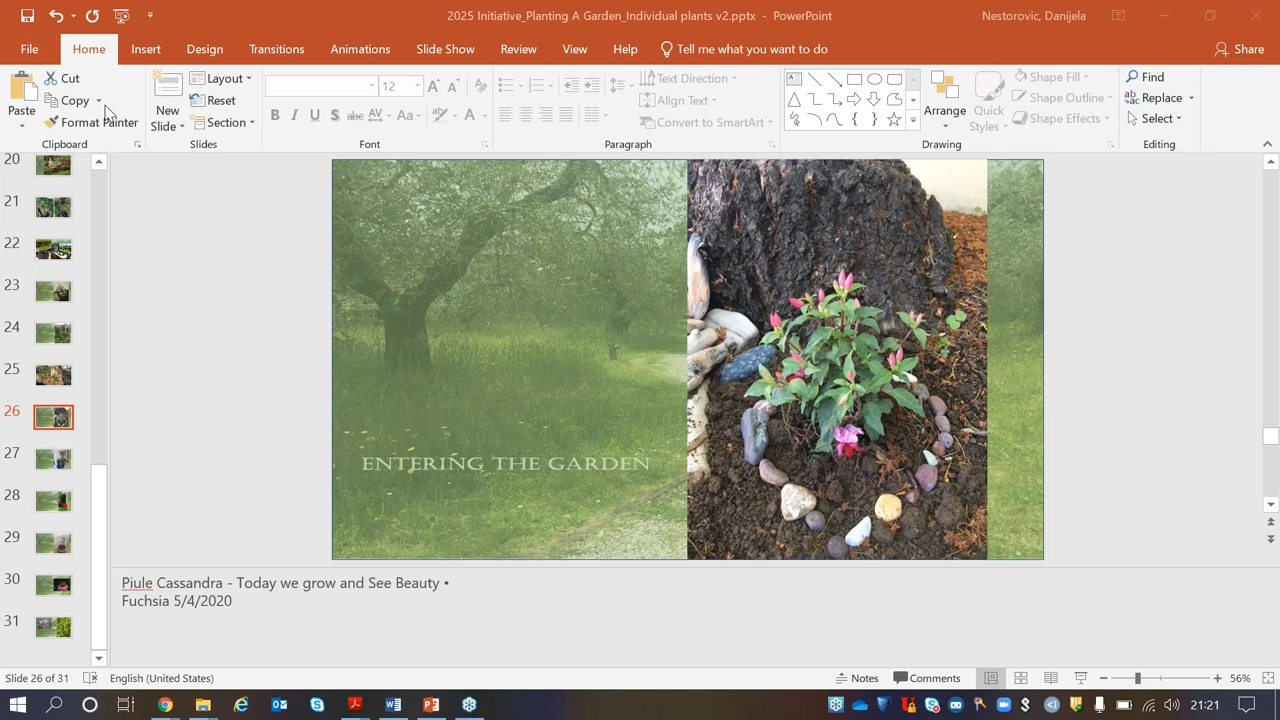 2025 Initiative_Planting A Garden_Individual plants v2.pptx - PowerPoint
Nestorovic, Danijela
File Home Insert Design Transitions Animations Slide Show Review View Help Tell me what you want to do Share
Paste
Cut
Copy
Format Painter
Clipboard
New Slide
Layout
Reset
Section
Slides
12
Font
Text Direction
Align Text
Convert to SmartArt
Paragraph
Arrange
Quick Styles
Shape Fill
Shape Outline
Shape Effects
Drawing
Find
Replace
Select
Editing
20
21
22
23
24
25
26
27
28
29
30
31
ENTERING THE GARDEN
Piule Cassandra - Today we grow and See Beauty •
Fuchsia 5/4/2020
Slide 26 of 31 English (United States) Notes Comments 56%
21:21